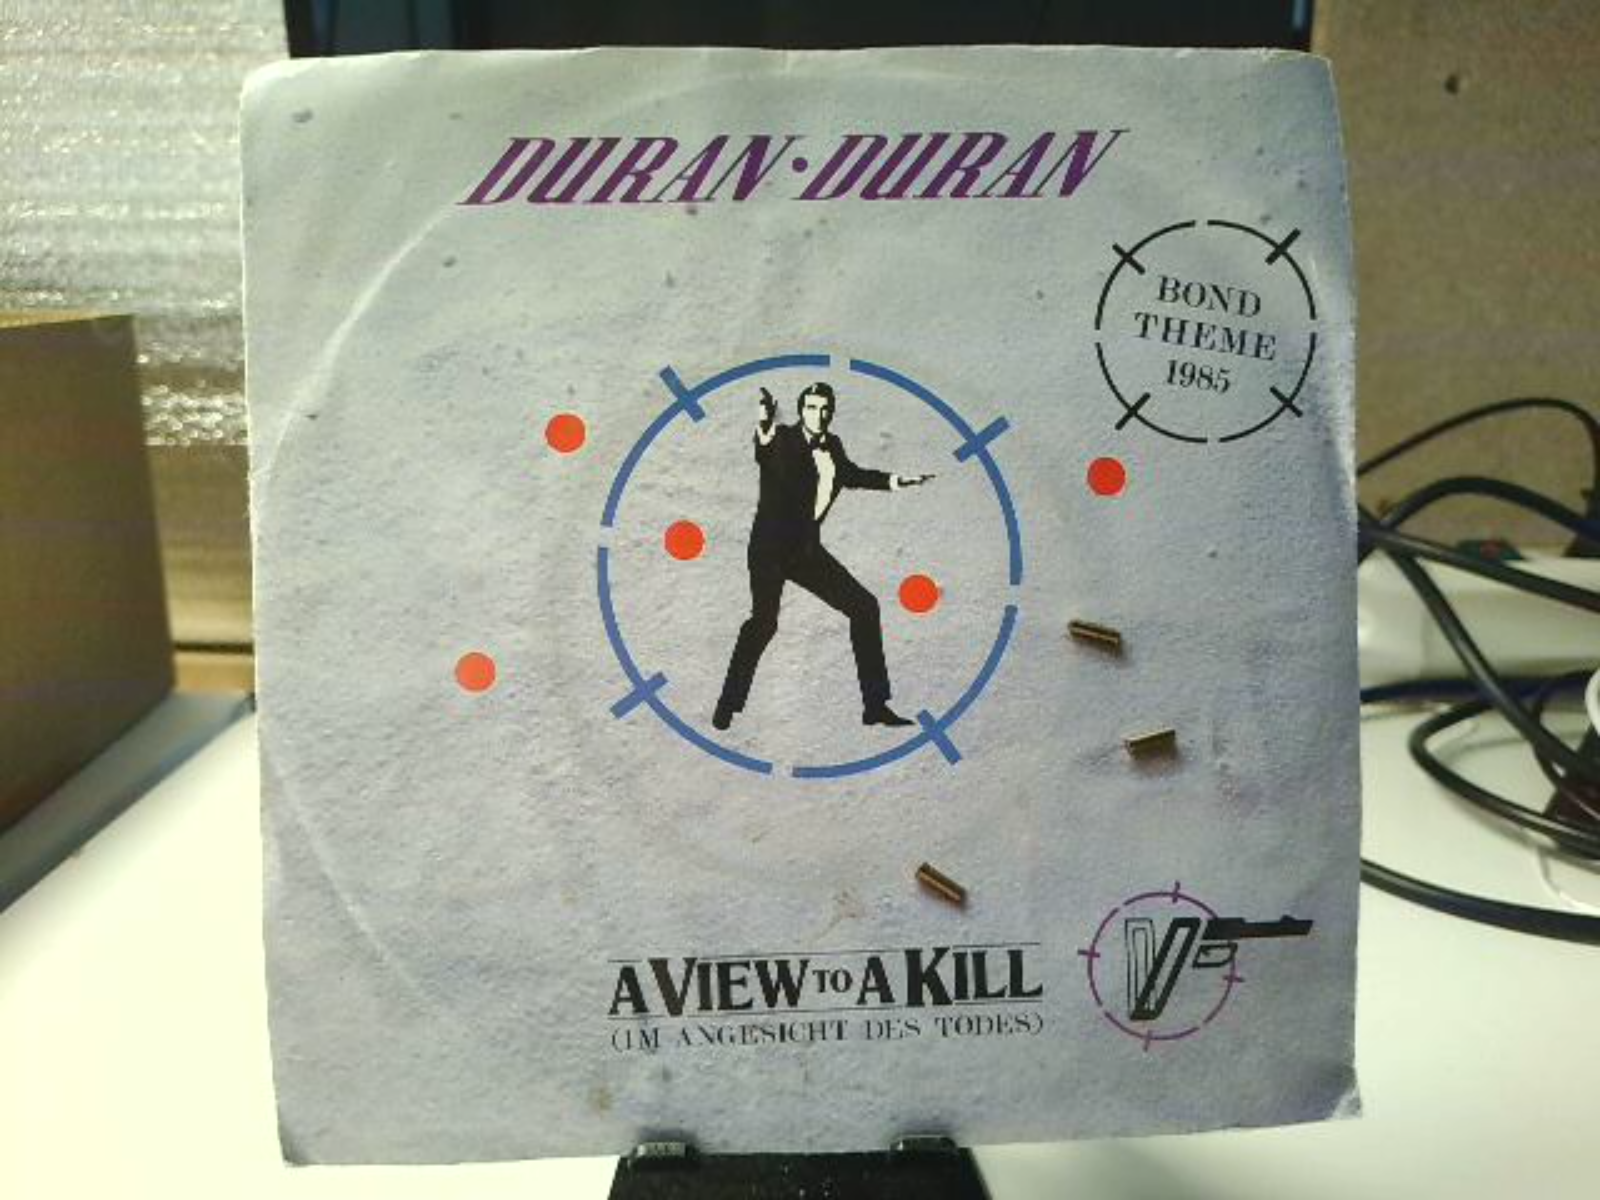 DURAN·DURAN
BOND
THEME
1985
A VIEW TO A KILL
(IM ANGESICHT DES TODES)